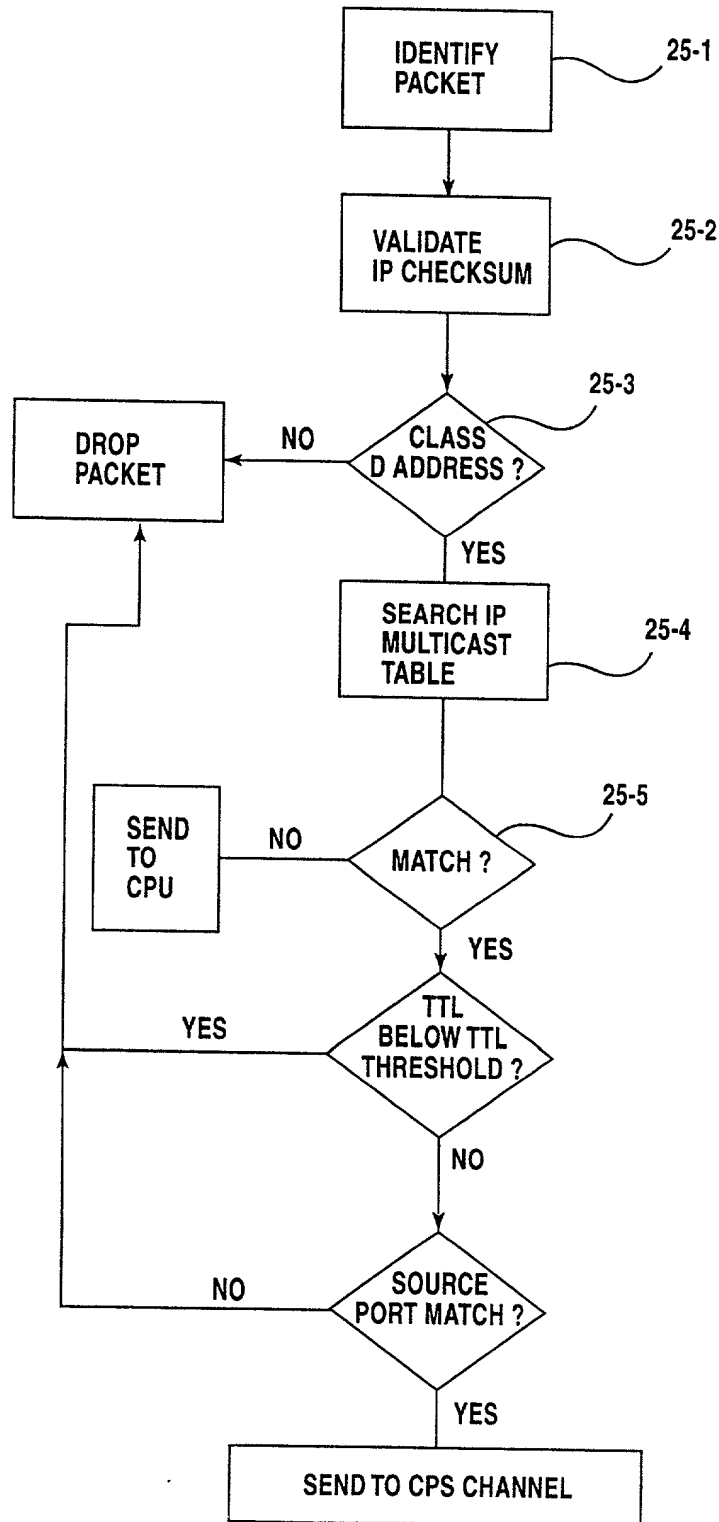 IDENTIFY
PACKET
25-1
VALIDATE
IP CHECKSUM
25-2
25-3
CLASS
D ADDRESS ?
NO
DROP
PACKET
YES
SEARCH IP
MULTICAST
TABLE
25-4
25-5
MATCH ?
NO
SEND
TO
CPU
YES
TTL
BELOW TTL
THRESHOLD ?
YES
NO
SOURCE
PORT MATCH ?
NO
YES
SEND TO CPS CHANNEL